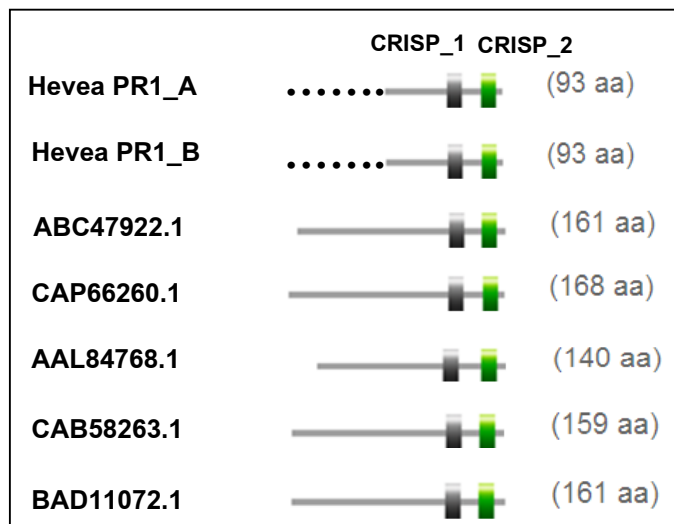 CRISP_1 CRISP_2
Hevea PR1_A (93 aa)
Hevea PR1_B (93 aa)
ABC47922.1 (161 aa)
CAP66260.1 (168 aa)
AAL84768.1 (140 aa)
CAB58263.1 (159 aa)
BAD11072.1 (161 aa)